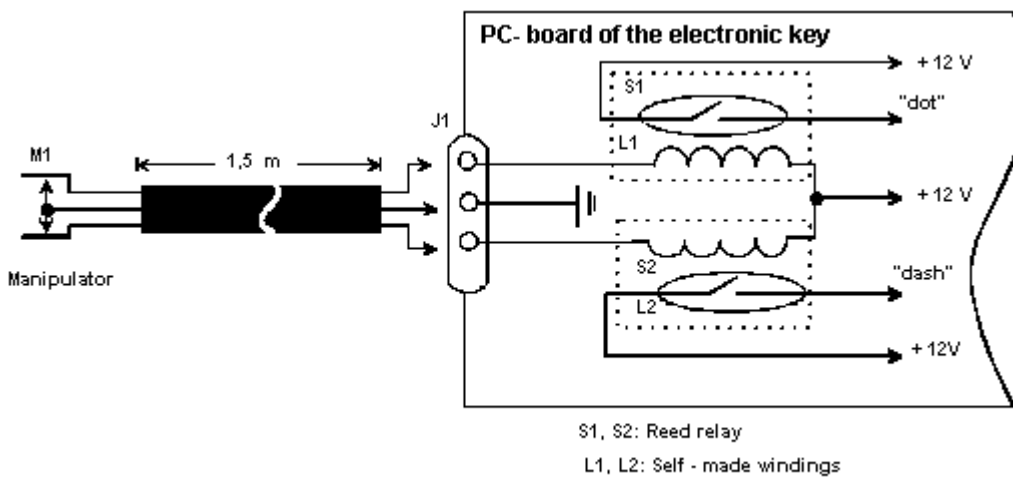 PC- board of the electronic key
+ 12 V
S1
"dot"
J1
L1
M1
1,5 m
+ 12 V
S2
Manipulator
"dash"
L2
+ 12V
S1, S2: Reed relay
L1, L2: Self - made windings